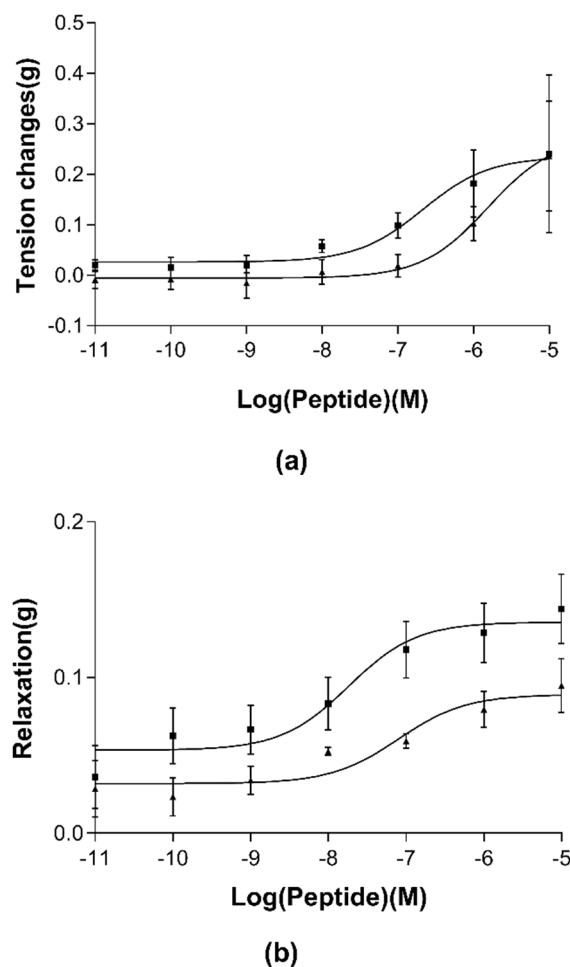 Tension changes(g)
0.5
0.4
0.3
0.2
0.1
0.0
-0.1
-11 -10 -9 -8 -7 -6 -5
Log(Peptide)(M)
(a)
Relaxation(g)
0.2
0.1
0.0
-11 -10 -9 -8 -7 -6 -5
Log(Peptide)(M)
(b)